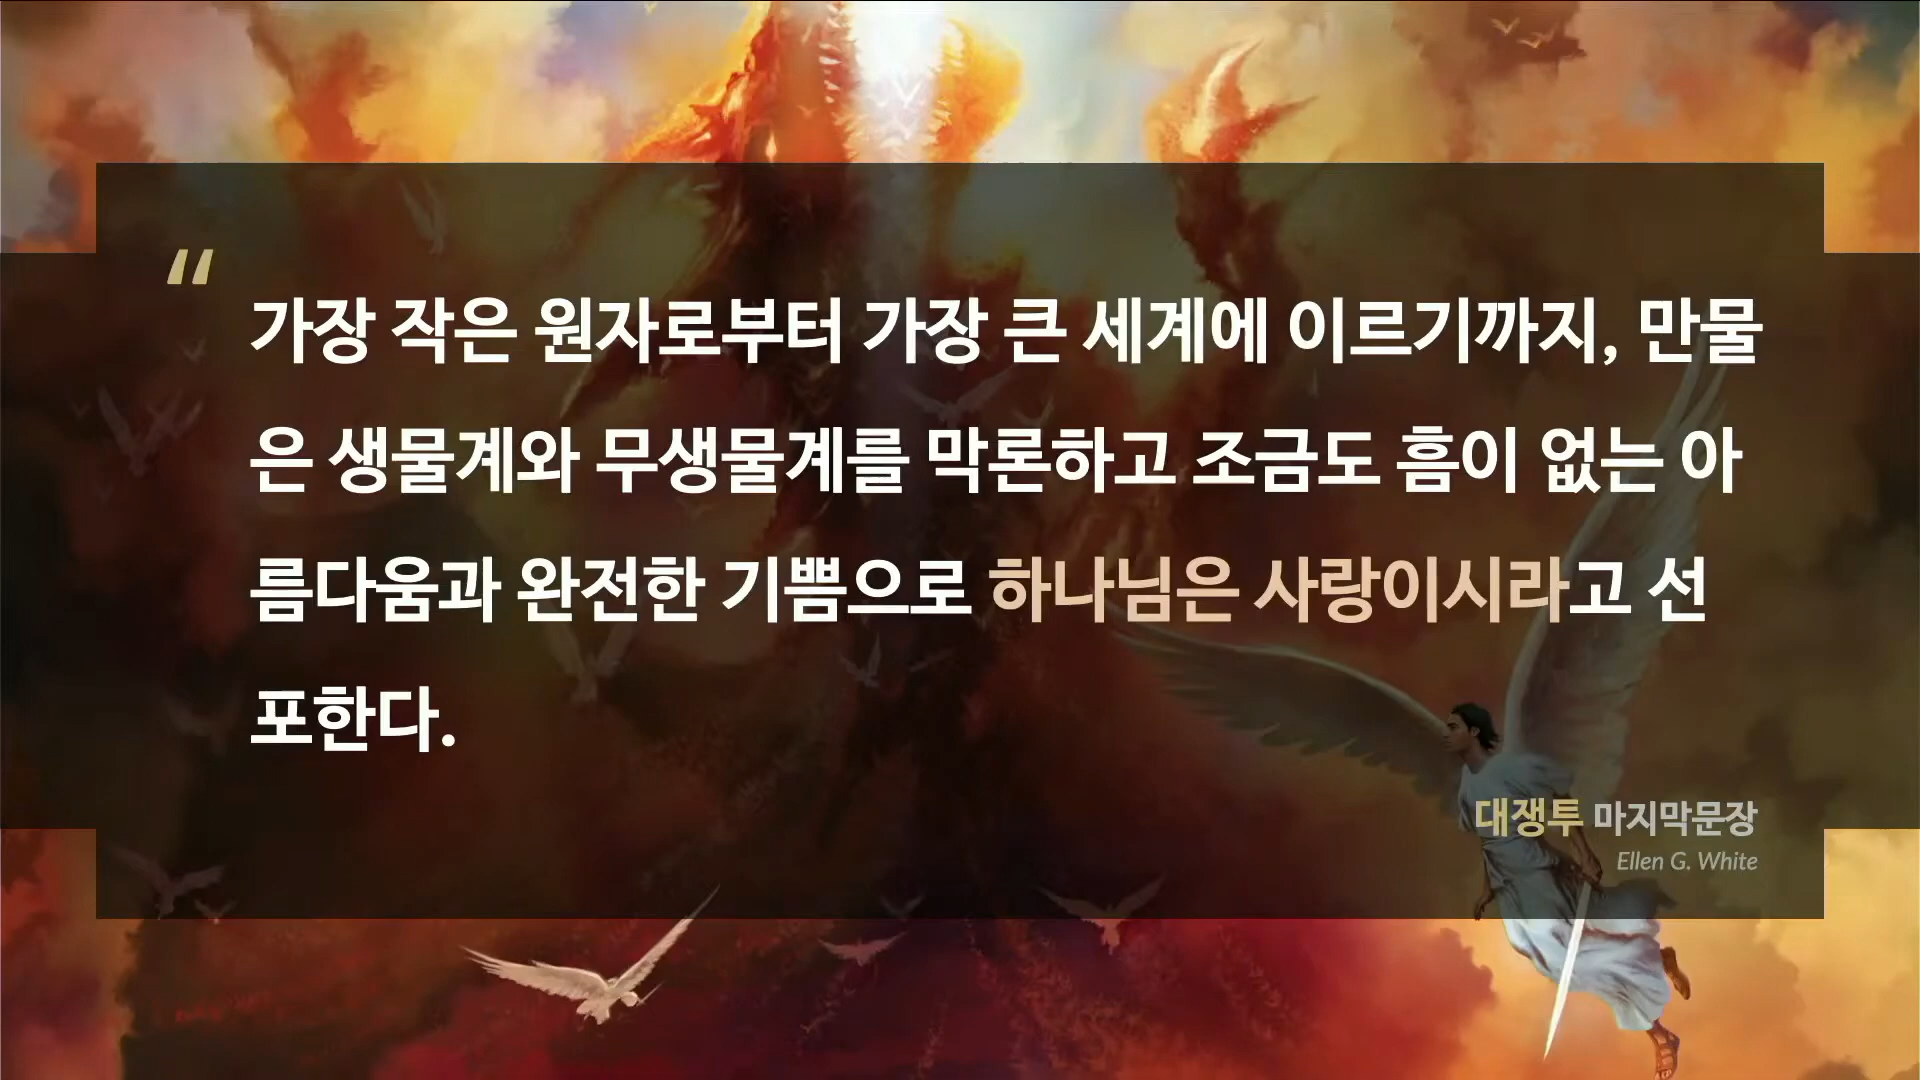 “
가장 작은 원자로부터 가장 큰 세계에 이르기까지, 만물
은 생물계와 무생물계를 막론하고 조금도 흠이 없는 아
름다움과 완전한 기쁨으로 하나님은 사랑이시라고 선
포한다.
대쟁투 마지막문장
Ellen G. White